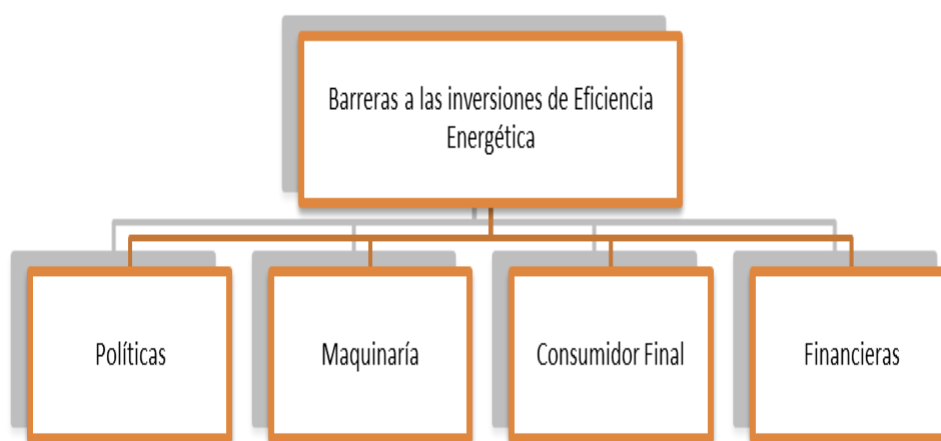 Barreras a las inversiones de Eficiencia
Energética
Políticas
Maquinaría
Consumidor Final
Financieras